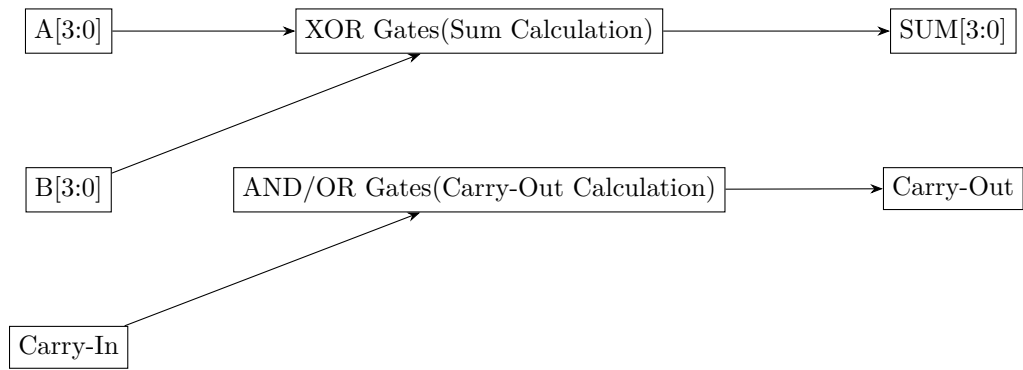 A[3:0]
XOR Gates(Sum Calculation)
SUM[3:0]
B[3:0]
AND/OR Gates(Carry-Out Calculation)
Carry-Out
Carry-In